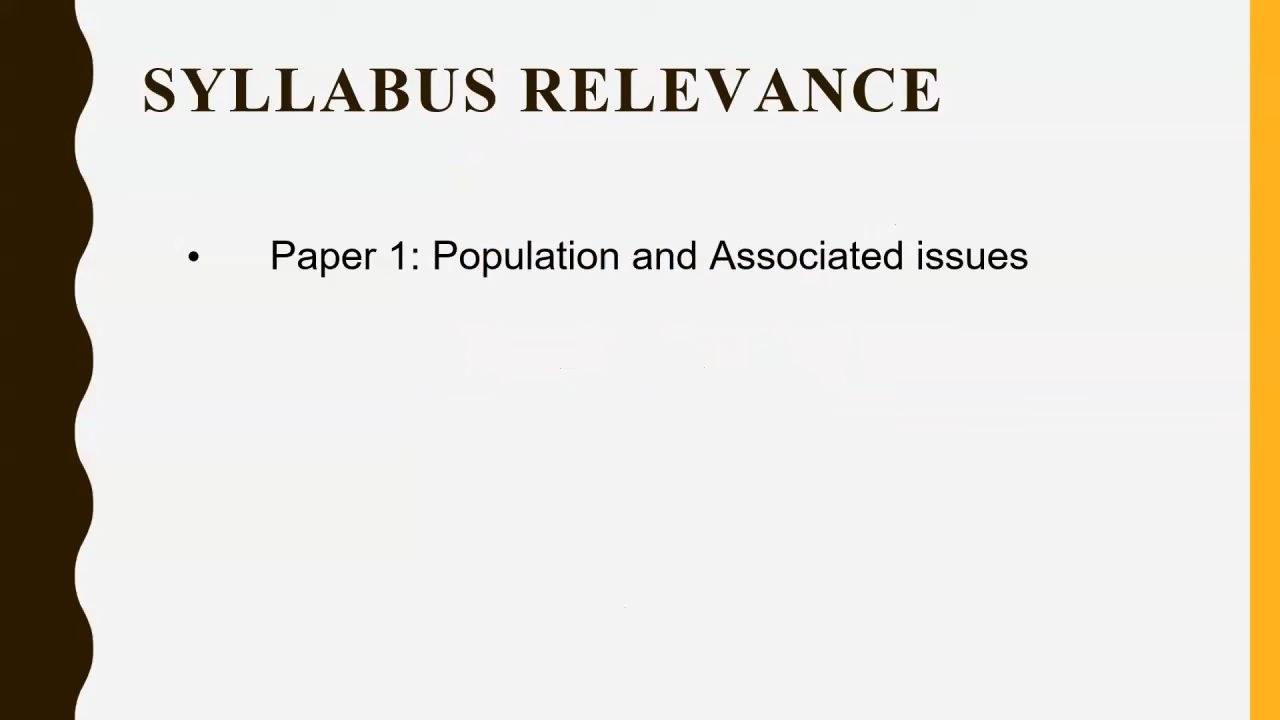 SYLLABUS RELEVANCE
• Paper 1: Population and Associated issues